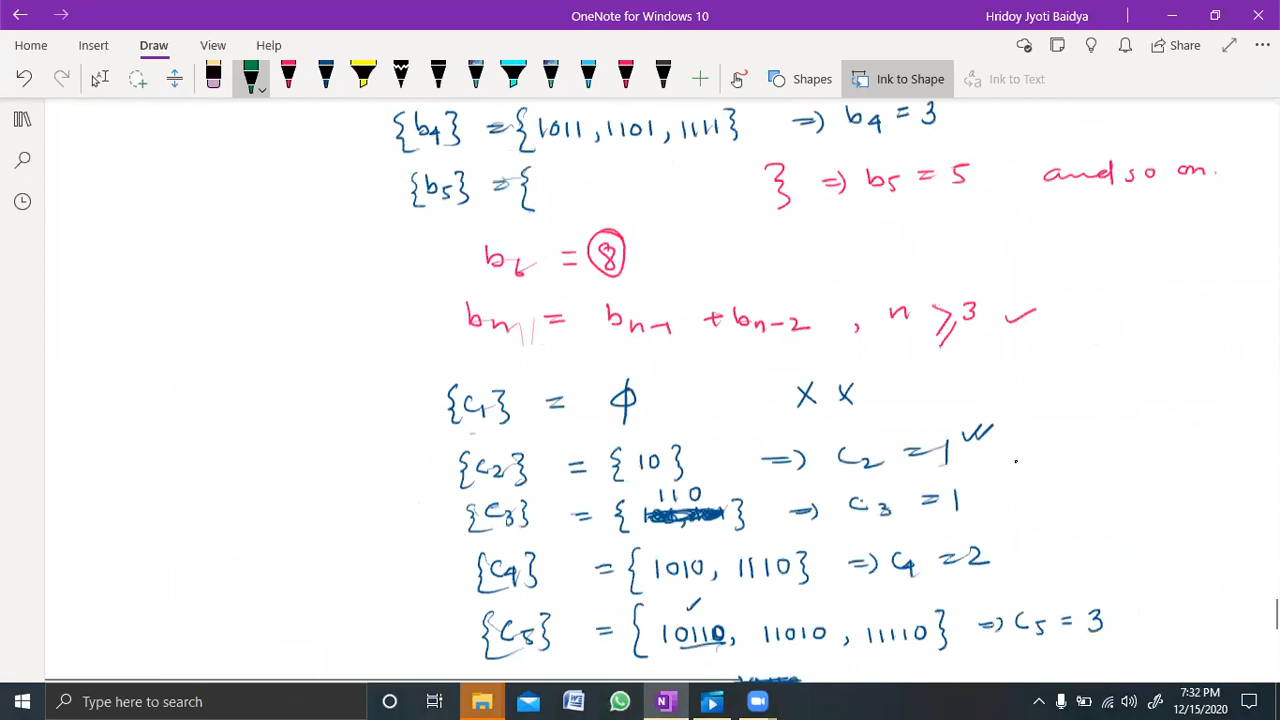 OneNote for Windows 10
Hridoy Jyoti Baidya
Home Insert Draw View Help Share
Shapes Ink to Shape Ink to Text
{b4} = {1011, 1101, 1111} => b4 = 3
{b5} = { } => b5 = 5 and so on.
b6 = 8
bn = bn-1 + bn-2 , n ≥ 3 ✓
{c1} = ϕ X X
{c2} = {10} => c2 = 1
{c3} = {110} => c3 = 1
{c4} = {1010, 1110} => c4 = 2
{c5} = {10110, 11010, 11110} => c5 = 3
Type here to search
7:32 PM
12/15/2020